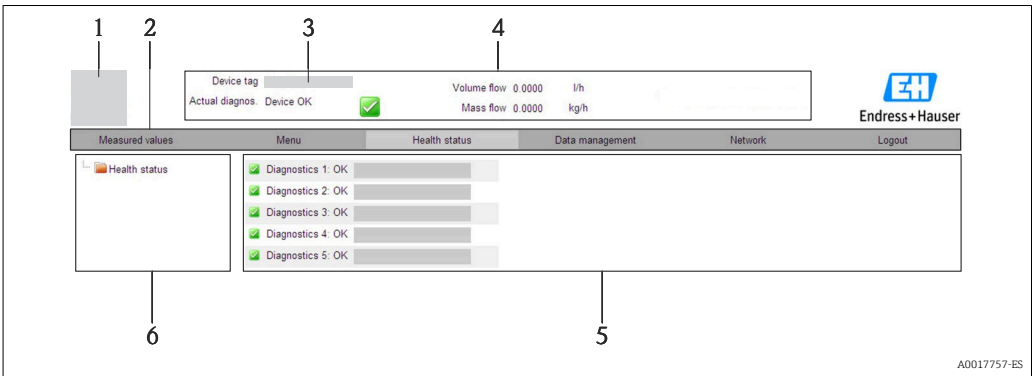 1 2 3 4
Device tag
Actual diagnos. Device OK
Volume flow 0.0000 l/h
Mass flow 0.0000 kg/h
EH
Endress+Hauser
Measured values Menu Health status Data management Network Logout
Health status
Diagnostics 1: OK
Diagnostics 2: OK
Diagnostics 3: OK
Diagnostics 4: OK
Diagnostics 5: OK
6 5
A0017757-ES